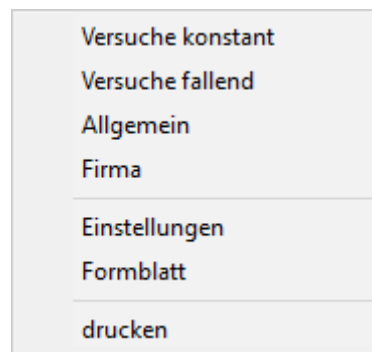 Versuche konstant
Versuche fallend
Allgemein
Firma
Einstellungen
Formblatt
drucken